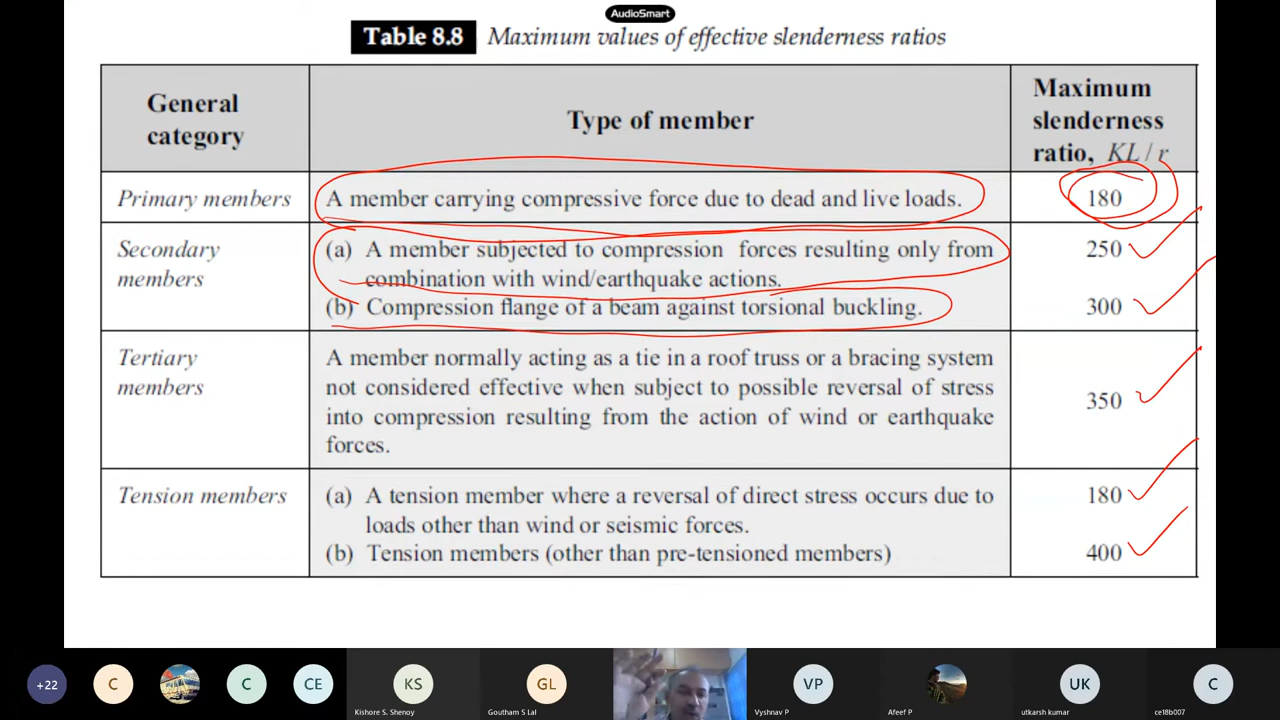 AudioSmart
Table 8.8 Maximum values of effective slenderness ratios
General
category
Type of member
Maximum
slenderness
ratio, KL / r
Primary members
A member carrying compressive force due to dead and live loads.
180
Secondary
members
(a) A member subjected to compression forces resulting only from
combination with wind/earthquake actions.
250
(b) Compression flange of a beam against torsional buckling.
300
Tertiary
members
A member normally acting as a tie in a roof truss or a bracing system
not considered effective when subject to possible reversal of stress
into compression resulting from the action of wind or earthquake
forces.
350
Tension members
(a) A tension member where a reversal of direct stress occurs due to
loads other than wind or seismic forces.
180
(b) Tension members (other than pre-tensioned members)
400
+22
C
C
CE
KS
GL
VP
UK
C
Kishore S. Shenoy
Goutham S Lal
Vyshnav P
Afeef P
utkarsh kumar
ce18b007